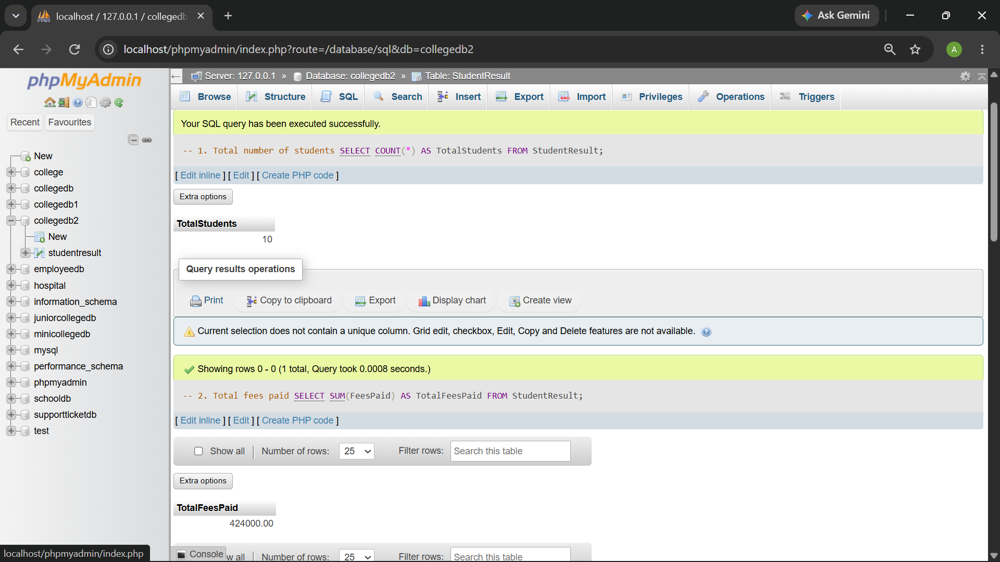 localhost / 127.0.0.1 / collegedb
Ask Gemini
localhost/phpmyadmin/index.php?route=/database/sql&db=collegedb2
A
phpMyAdmin
Recent
Favourites
New
college
collegedb
collegedb1
collegedb2
New
studentresult
employeedb
hospital
information_schema
juniorcollegedb
minicollegedb
mysql
performance_schema
phpmyadmin
schooldb
supportticketdb
test
localhost/phpmyadmin/index.php
Server: 127.0.0.1 » Database: collegedb2 » Table: StudentResult
Browse Structure SQL Search Insert Export Import Privileges Operations Triggers
Your SQL query has been executed successfully.
-- 1. Total number of students SELECT COUNT(*) AS TotalStudents FROM StudentResult;
[ Edit inline ] [ Edit ] [ Create PHP code ]
Extra options
TotalStudents
10
Query results operations
Print Copy to clipboard Export Display chart Create view
Current selection does not contain a unique column. Grid edit, checkbox, Edit, Copy and Delete features are not available.
Showing rows 0 - 0 (1 total, Query took 0.0008 seconds.)
-- 2. Total fees paid SELECT SUM(FeesPaid) AS TotalFeesPaid FROM StudentResult;
[ Edit inline ] [ Edit ] [ Create PHP code ]
Show all Number of rows: 25 Filter rows: Search this table
Extra options
TotalFeesPaid
424000.00
Console w all Number of rows: 25 Filter rows: Search this table